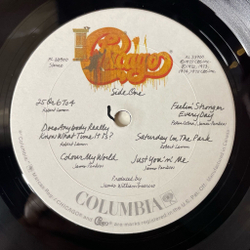 Chicago
Side One
25 Or 6 To 4
Robert Lamm
Does Anybody Really
Know What Time It Is?
Robert Lamm
Colour My World
James Pankow
Feelin' Stronger
Everyday
Peter Cetera, James Pankow
Saturday In The Park
Robert Lamm
Just You 'n' Me
James Pankow
Produced by
James William Guercio
COLUMBIA